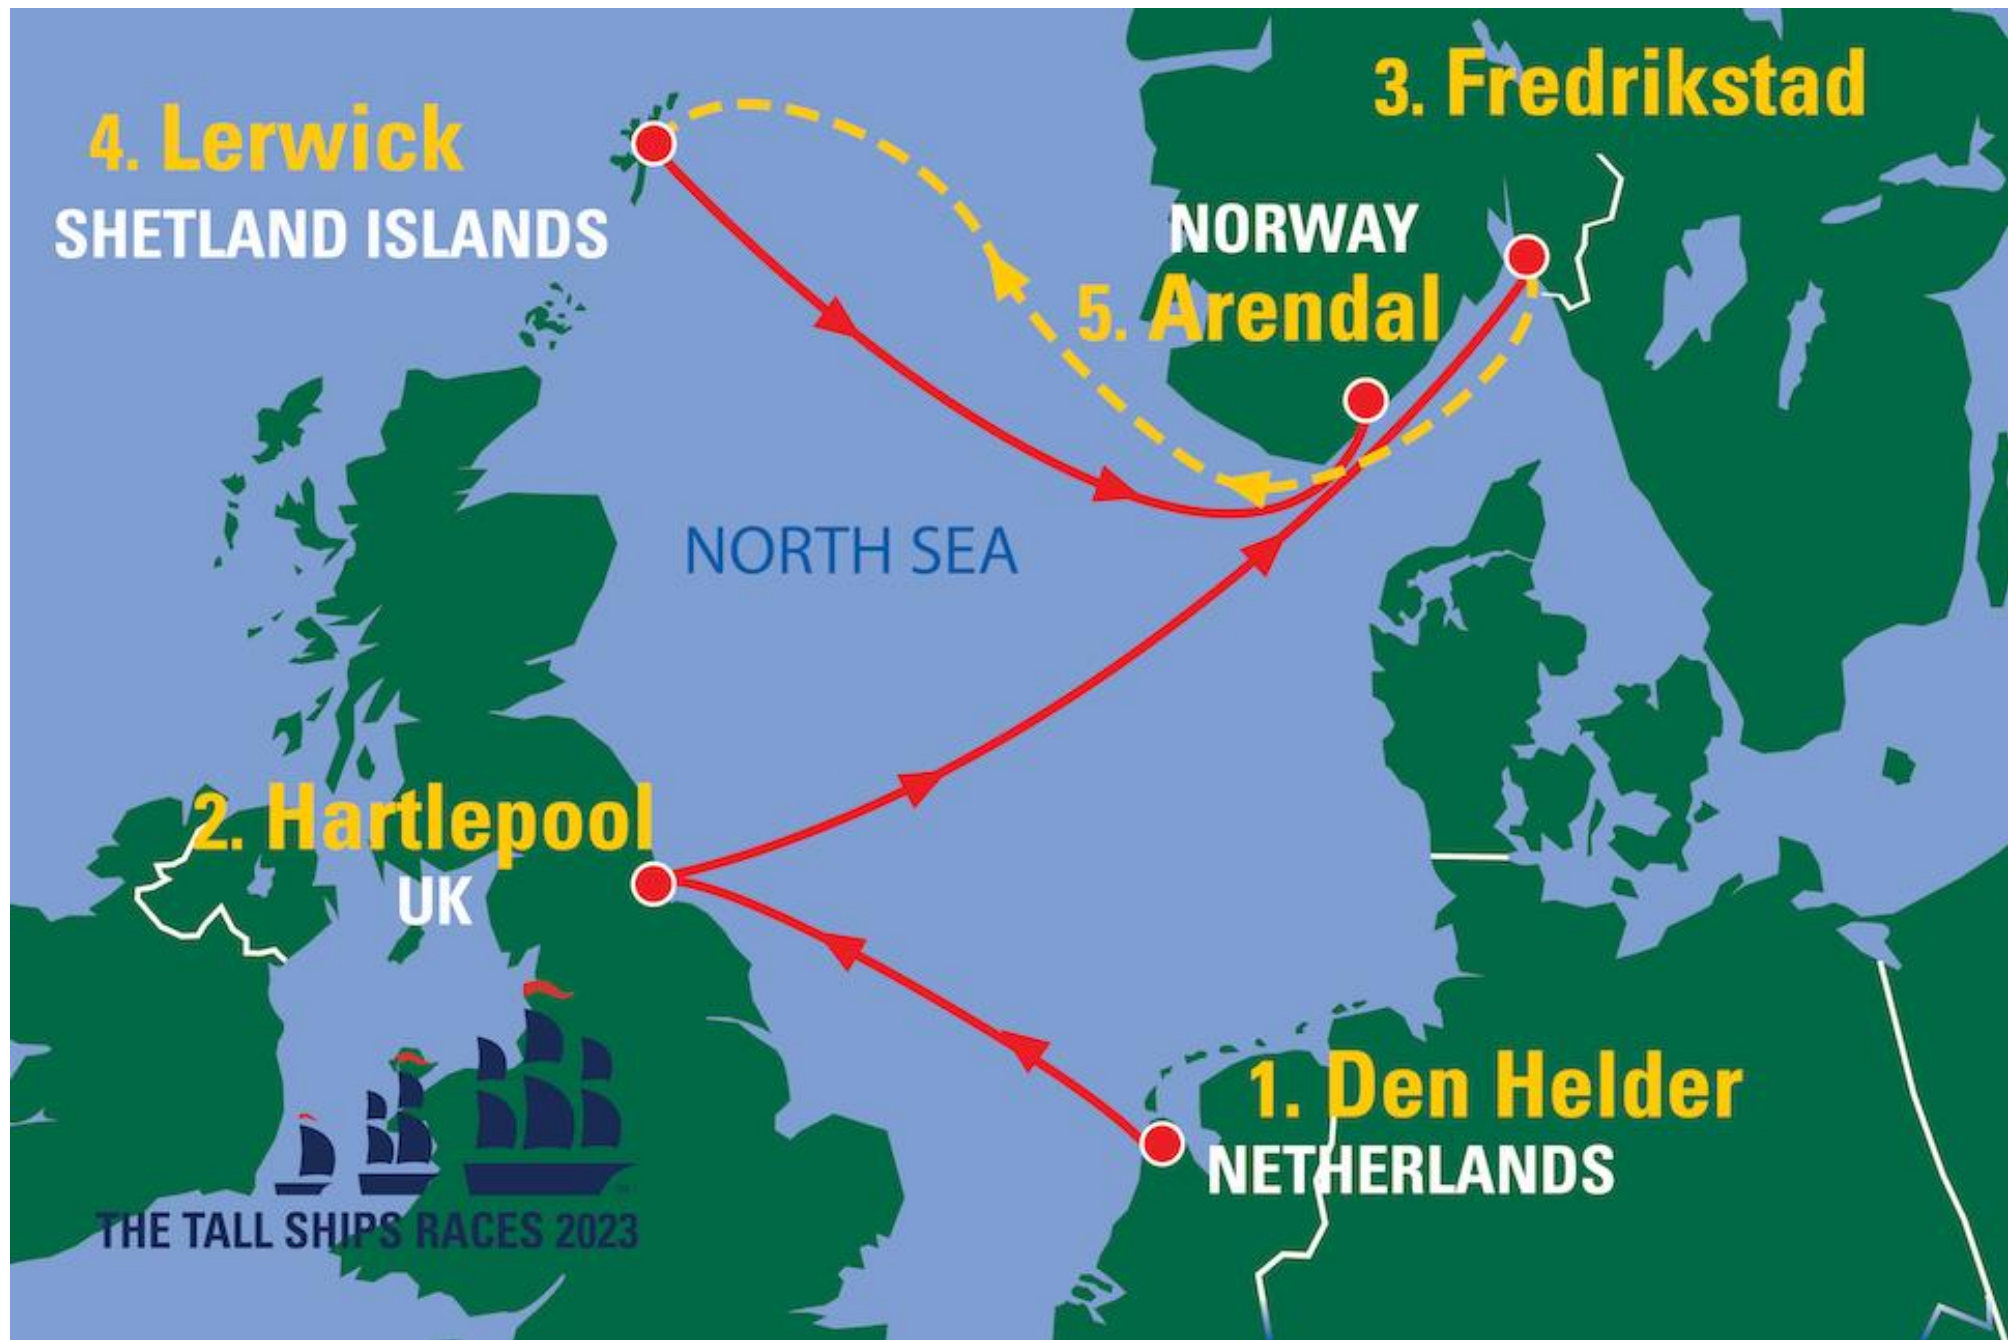 3. Fredrikstad
4. Lerwick
SHETLAND ISLANDS
NORWAY
5. Arendal
NORTH SEA
2. Hartlepool
UK
1. Den Helder
NETHERLANDS
THE TALL SHIPS RACES 2023